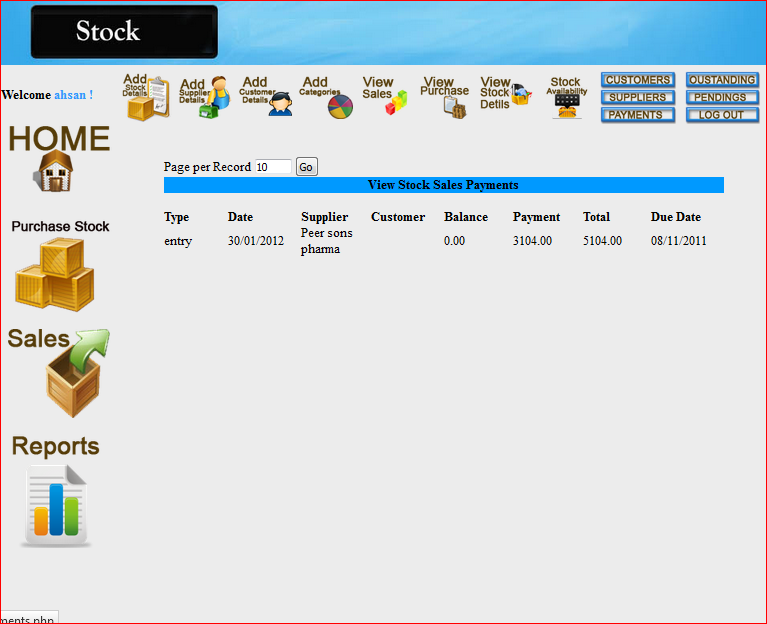 Stock
Welcome ahsan !
Add Stock Details
Add Supplier Details
Add Customer Details
Add Categories
View Sales
View Purchase
View Stock Detils
Stock Availability
CUSTOMERS
OUSTANDING
SUPPLIERS
PENDINGS
PAYMENTS
LOG OUT
HOME
Purchase Stock
Sales
Reports
Page per Record 10 Go
View Stock Sales Payments
Type Date Supplier Customer Balance Payment Total Due Date
entry 30/01/2012 Peer sons pharma 0.00 3104.00 5104.00 08/11/2011
ments.php